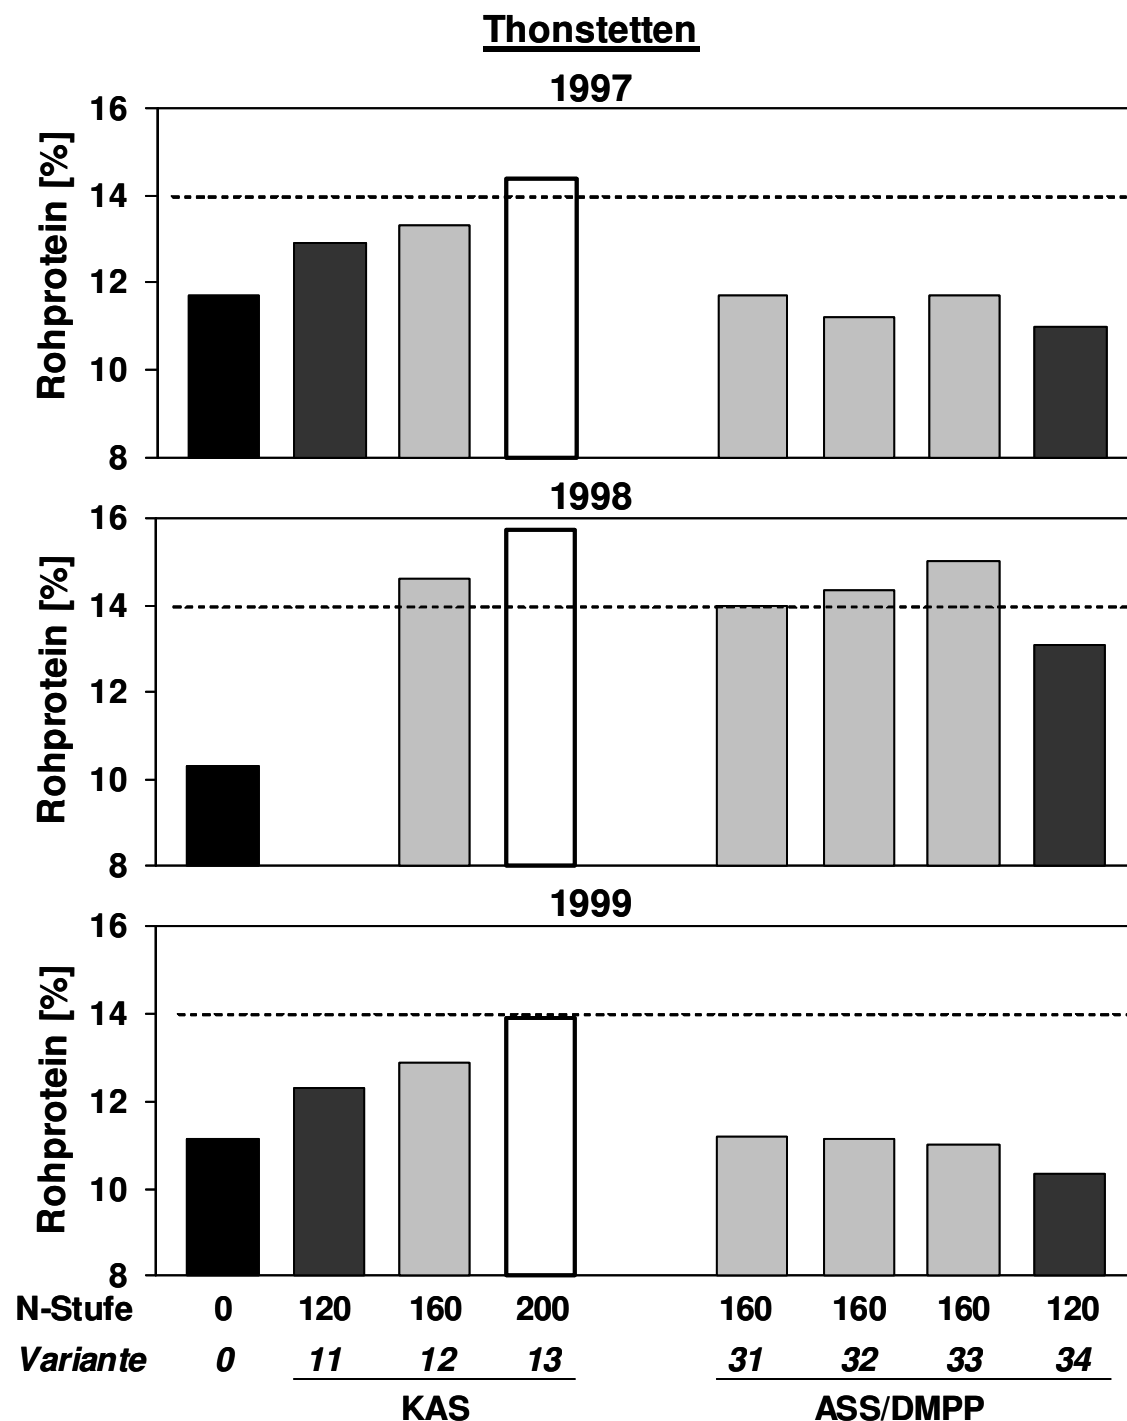 Thonstetten
1997
Rohprotein [%]
16
14
12
10
8
1998
Rohprotein [%]
16
14
12
10
8
1999
Rohprotein [%]
16
14
12
10
8
N-Stufe 0 120 160 200 160 160 160 120
Variante 0 11 12 13 31 32 33 34
KAS ASS/DMPP